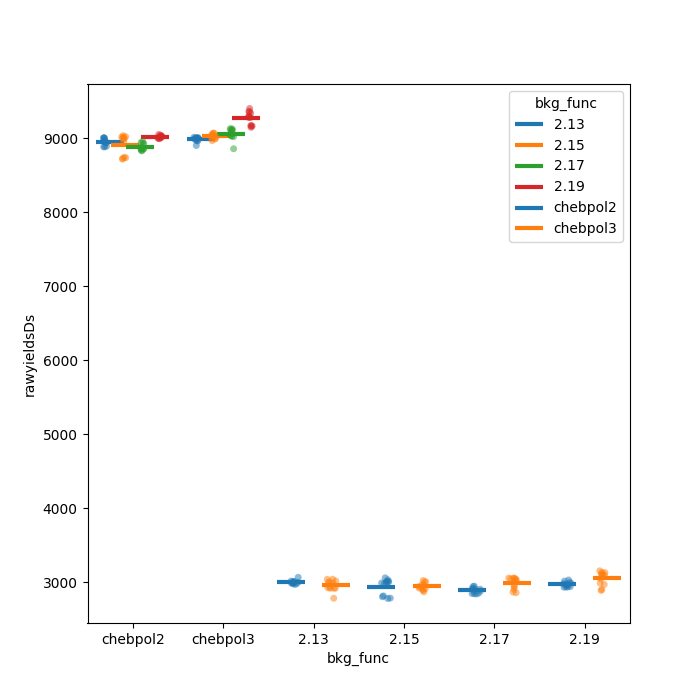 bkg_func
2.13
2.15
2.17
2.19
chebpol2
chebpol3
rawyieldsDs
9000
8000
7000
6000
5000
4000
3000
chebpol2 chebpol3 2.13 2.15 2.17 2.19
bkg_func